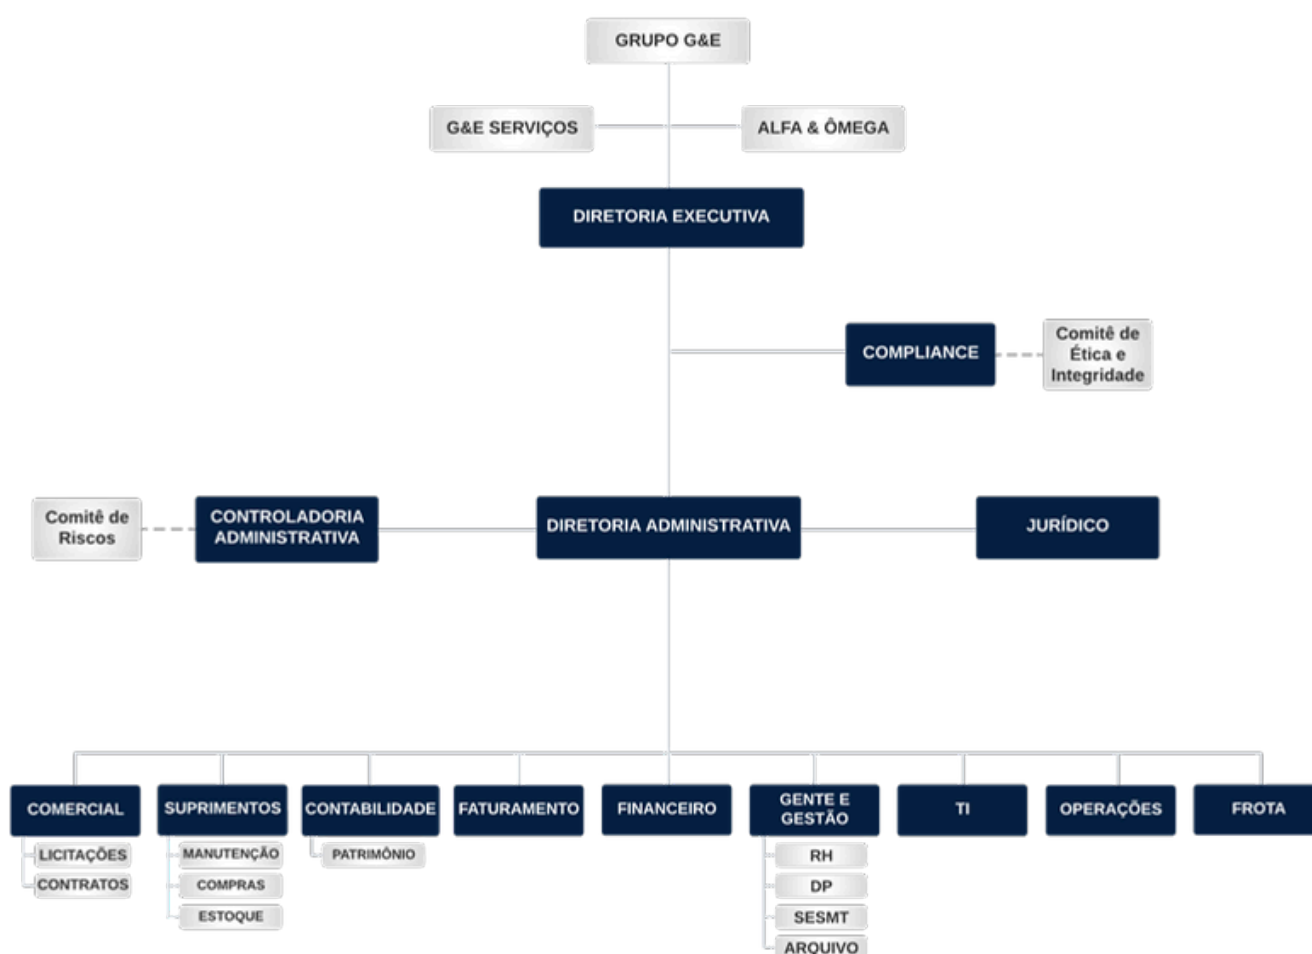 GRUPO G&E
G&E SERVIÇOS
ALFA & ÔMEGA
DIRETORIA EXECUTIVA
COMPLIANCE
Comitê de
Ética e
Integridade
Comitê de
Riscos
CONTROLADORIA
ADMINISTRATIVA
DIRETORIA ADMINISTRATIVA
JURÍDICO
COMERCIAL
LICITAÇÕES
CONTRATOS
SUPRIMENTOS
MANUTENÇÃO
COMPRAS
ESTOQUE
CONTABILIDADE
PATRIMÔNIO
FATURAMENTO
FINANCEIRO
GENTE E
GESTÃO
RH
DP
SESMT
ARQUIVO
TI
OPERAÇÕES
FROTA